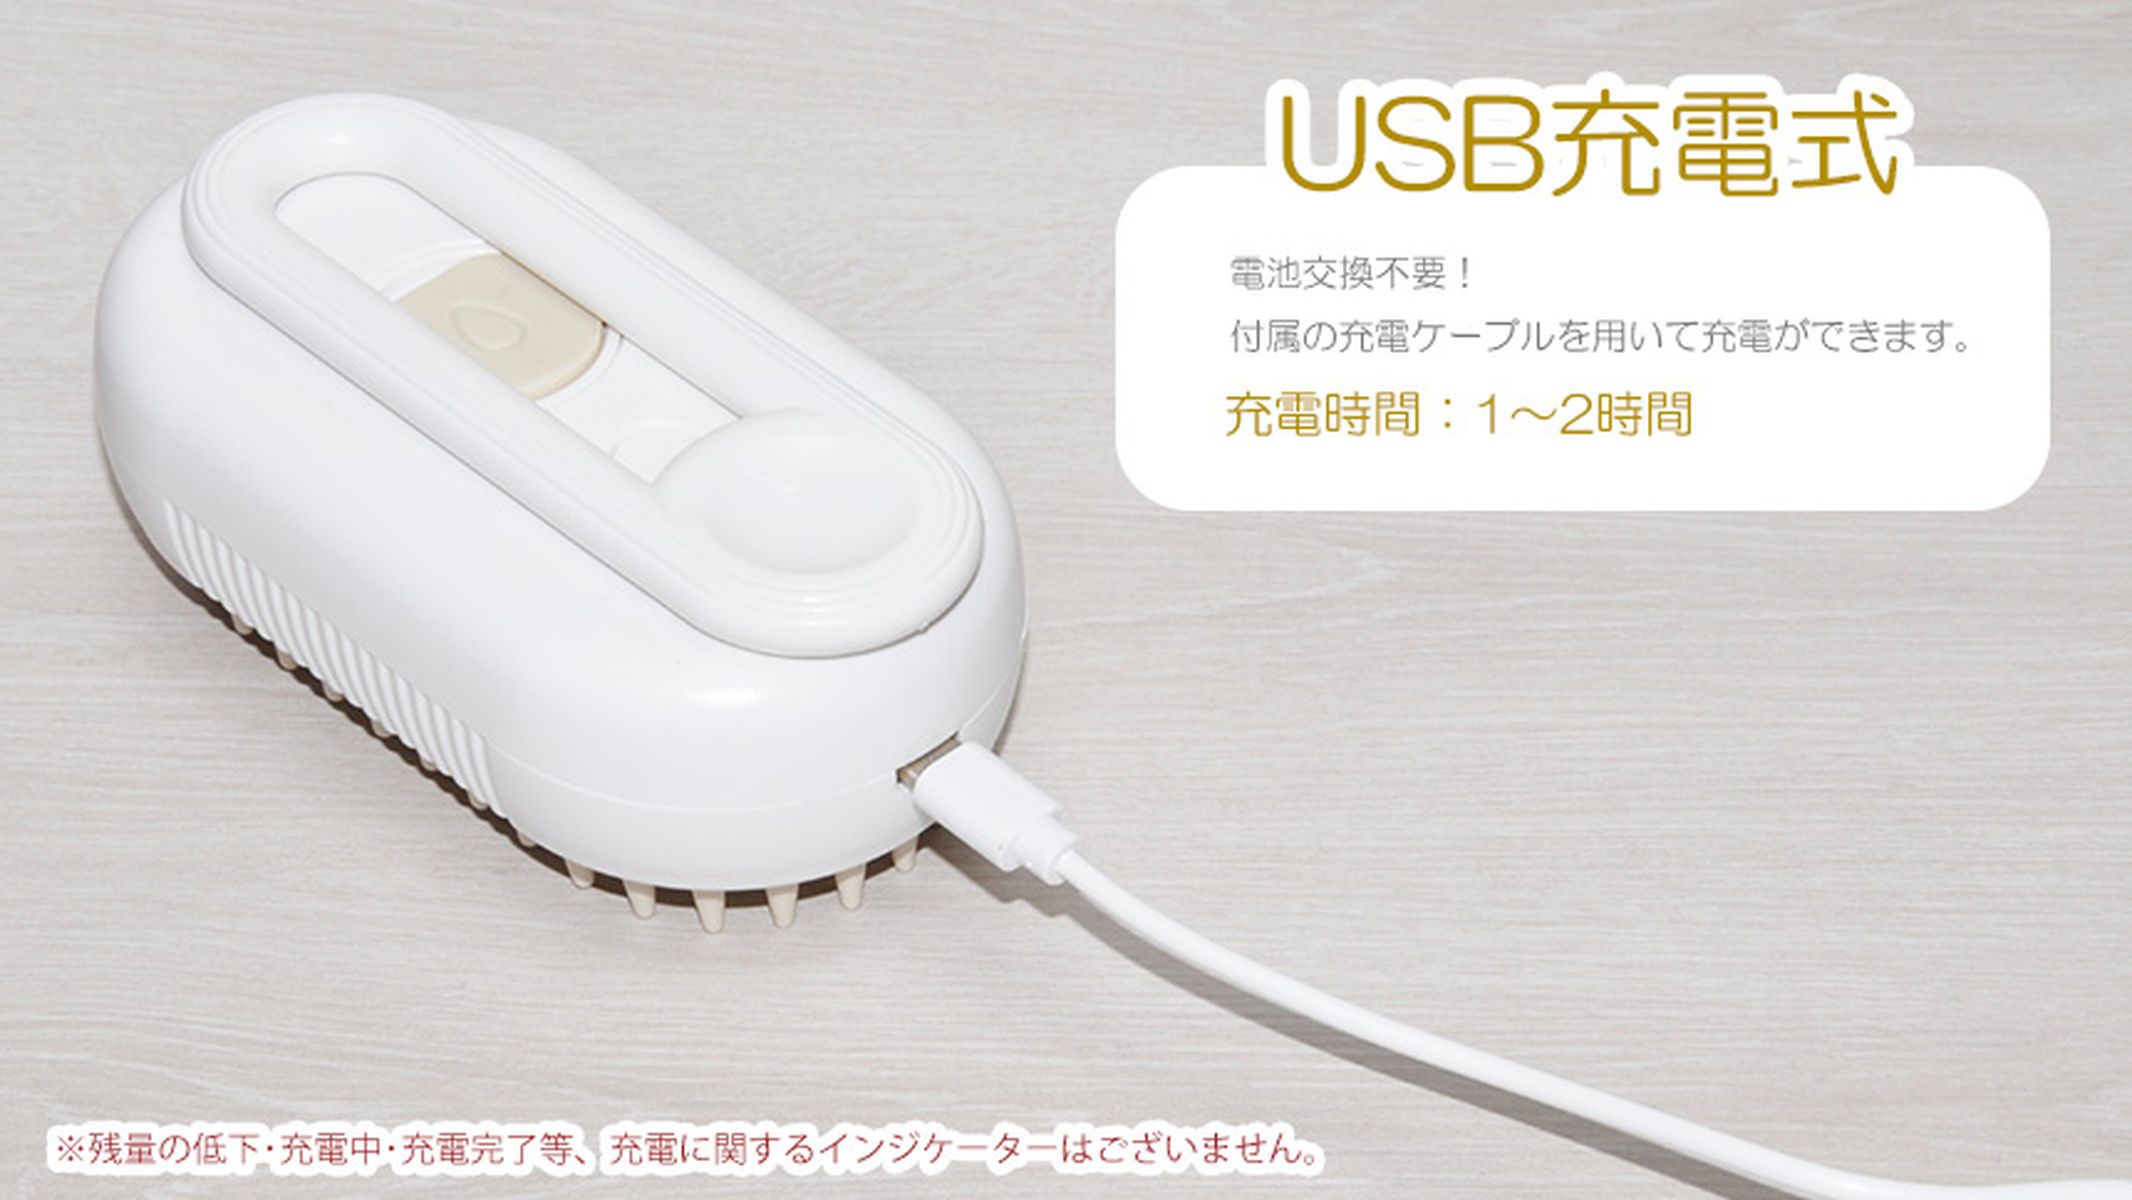 USB充電式
電池交換不要！
付属の充電ケーブルを用いて充電ができます。
充電時間：1～2時間
※残量の低下・充電中・充電完了等、充電に関するインジケーターはございません。